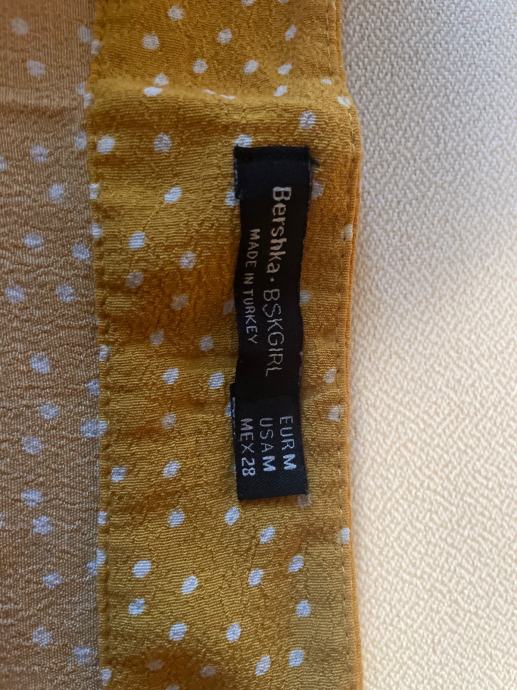 Bershka · BSKGIRL
MADE IN TURKEY
EUR M
USA M
MEX 28